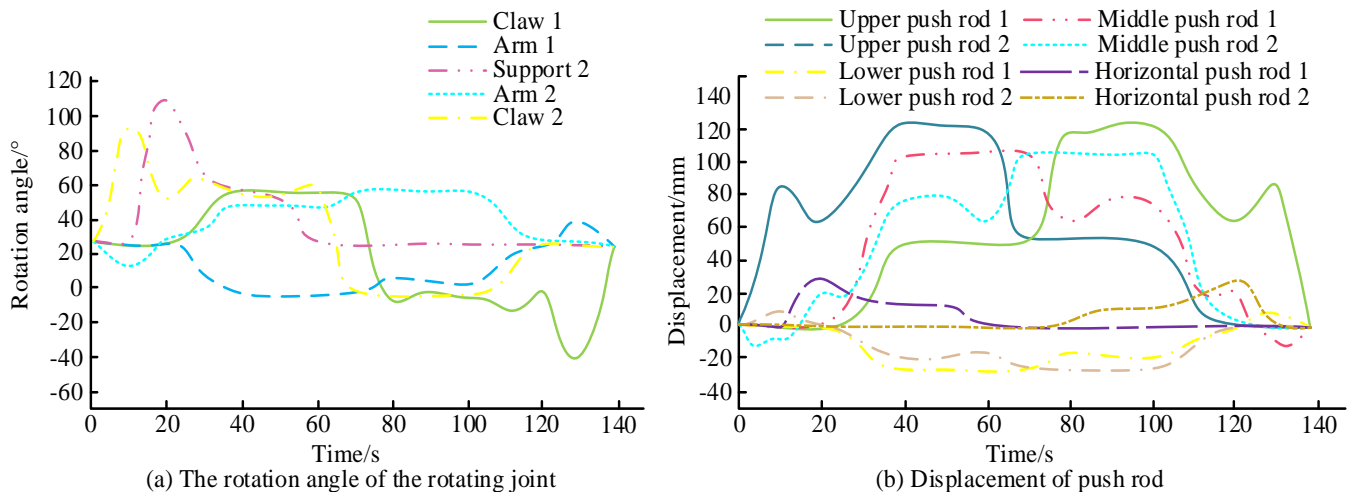 Claw 1
Arm 1
Support 2
Arm 2
Claw 2
Rotation angle/°
120
100
80
60
40
20
0
-20
-40
-60
0 20 40 60 80 100 120 140
Time/s
(a) The rotation angle of the rotating joint
Upper push rod 1 Middle push rod 1
Upper push rod 2 Middle push rod 2
Lower push rod 1 Horizontal push rod 1
Lower push rod 2 Horizontal push rod 2
Displacement/mm
140
120
100
80
60
40
20
0
-20
-40
0 20 40 60 80 100 120 140
Time/s
(b) Displacement of push rod